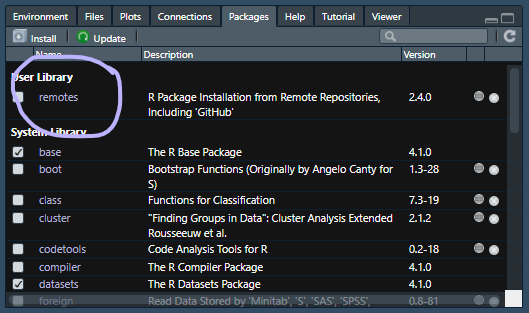 Environment Files Plots Connections Packages Help Tutorial Viewer
Install Update
Name Description Version
User Library
remotes R Package Installation from Remote Repositories, 2.4.0
Including 'GitHub'
System Library
base The R Base Package 4.1.0
boot Bootstrap Functions (Originally by Angelo Canty for 1.3-28
S)
class Functions for Classification 7.3-19
cluster "Finding Groups in Data": Cluster Analysis Extended 2.1.2
Rousseeuw et al.
codetools Code Analysis Tools for R 0.2-18
compiler The R Compiler Package 4.1.0
datasets The R Datasets Package 4.1.0
foreign Read Data Stored by 'Minitab', 'S', 'SAS', 'SPSS', 0.8-81